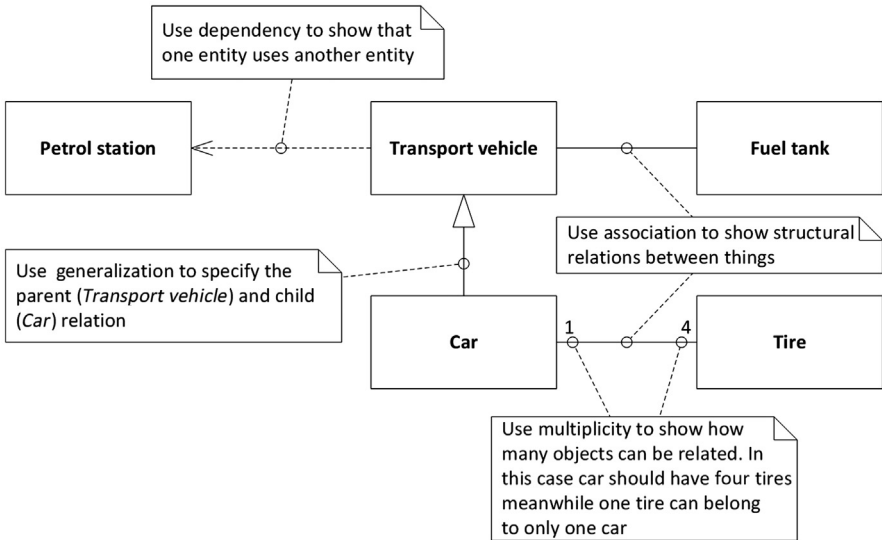 Use dependency to show that
one entity uses another entity
Petrol station
Transport vehicle
Fuel tank
Use association to show structural
relations between things
Use generalization to specify the
parent (Transport vehicle) and child
(Car) relation
Car
1
4
Tire
Use multiplicity to show how
many objects can be related. In
this case car should have four tires
meanwhile one tire can belong
to only one car